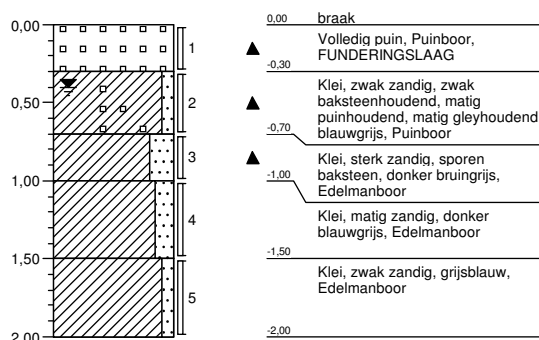 0,00
0,50
1,00
1,50
2,00
1
2
3
4
5
0,00
braak
Volledig puin, Puinboor,
FUNDERINGSLAAG
-0,30
Klei, zwak zandig, zwak
baksteenhoudend, matig
puinhoudend, matig gleyhoudend,
blauwgrijs, Puinboor
-0,70
Klei, sterk zandig, sporen
baksteen, donker bruingrijs,
Edelmanboor
-1,00
Klei, matig zandig, donker
blauwgrijs, Edelmanboor
-1,50
Klei, zwak zandig, grijsblauw,
Edelmanboor
-2,00